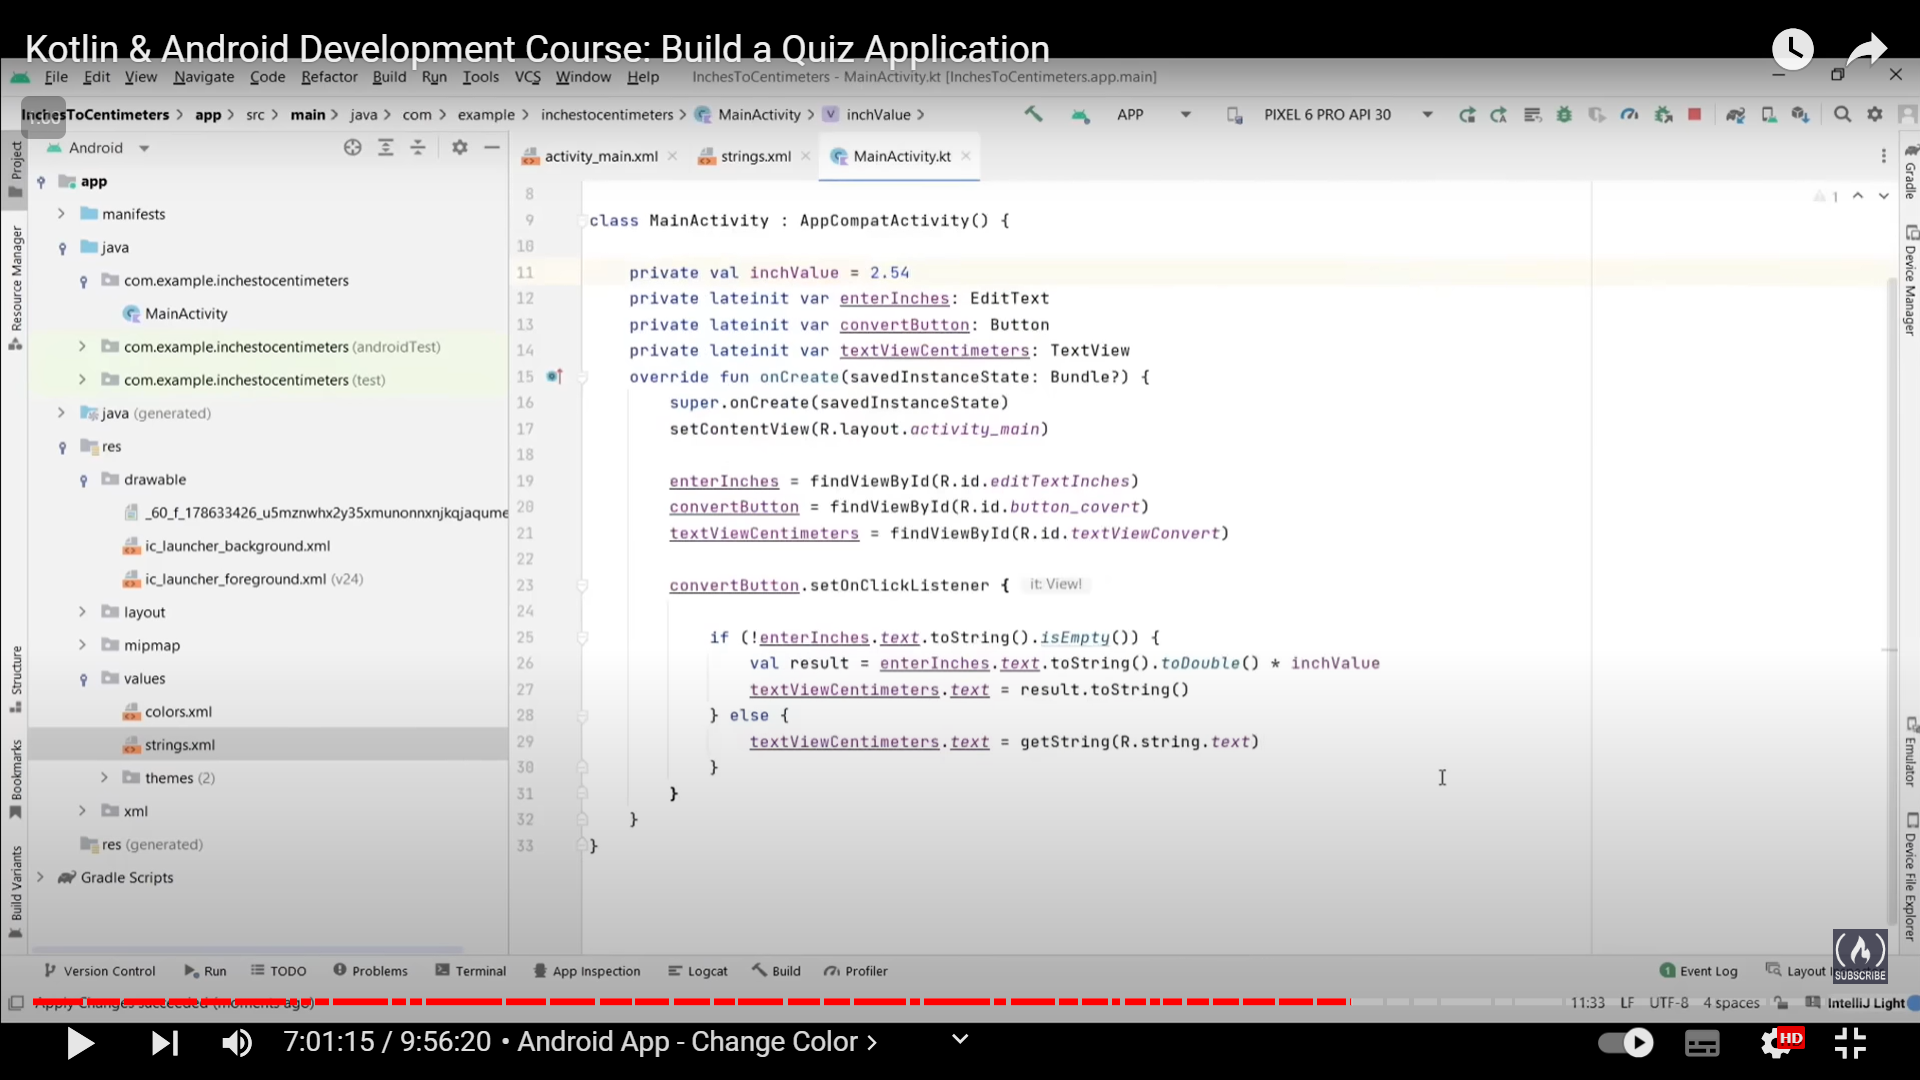 Kotlin & Android Development Course: Build a Quiz Application
File Edit View Navigate Code Refactor Build Run Tools VCS Window Help InchesToCentimeters - MainActivity.kt [InchesToCentimeters.app.main]
InchesToCentimeters app src main java com example inchestocentimeters MainActivity inchValue APP PIXEL 6 PRO API 30
Android
activity_main.xml strings.xml MainActivity.kt
Project
Resource Manager
Structure
Bookmarks
Build Variants
app
manifests
java
com.example.inchestocentimeters
MainActivity
com.example.inchestocentimeters (androidTest)
com.example.inchestocentimeters (test)
java (generated)
res
drawable
_60_f_178633426_u5mznwhx2y35xmunonnxnjkqjaqume
ic_launcher_background.xml
ic_launcher_foreground.xml (v24)
layout
mipmap
values
colors.xml
strings.xml
themes (2)
xml
res (generated)
Gradle Scripts
1
8
9 class MainActivity : AppCompatActivity() {
10
11 private val inchValue = 2.54
12 private lateinit var enterInches: EditText
13 private lateinit var convertButton: Button
14 private lateinit var textViewCentimeters: TextView
15 override fun onCreate(savedInstanceState: Bundle?) {
16 super.onCreate(savedInstanceState)
17 setContentView(R.layout.activity_main)
18
19 enterInches = findViewById(R.id.editTextInches)
20 convertButton = findViewById(R.id.button_covert)
21 textViewCentimeters = findViewById(R.id.textViewConvert)
22
23 convertButton.setOnClickListener { it: View!
24
25 if (!enterInches.text.toString().isEmpty()) {
26 val result = enterInches.text.toString().toDouble() * inchValue
27 textViewCentimeters.text = result.toString()
28 } else {
29 textViewCentimeters.text = getString(R.string.text)
30 }
31 }
32 }
33 }
Gradle
Device Manager
Emulator
Device File Explorer
SUBSCRIBE
Version Control Run TODO Problems Terminal App Inspection Logcat Build Profiler 1 Event Log Layout
Apply Changes succeeded (moments ago) 11:33 LF UTF-8 4 spaces IntelliJ Light
7:01:15 / 9:56:20 • Android App - Change Color HD